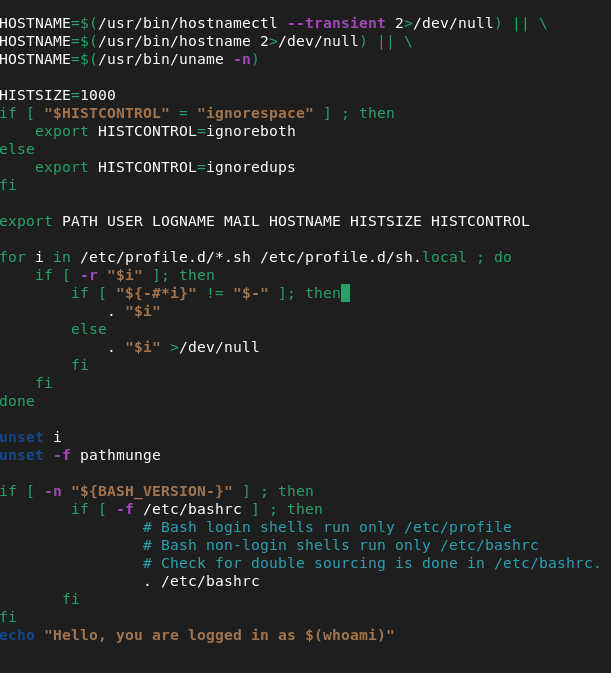 HOSTNAME=$(/usr/bin/hostnamectl --transient 2>/dev/null) || \
HOSTNAME=$(/usr/bin/hostname 2>/dev/null) || \
HOSTNAME=$(/usr/bin/uname -n)

HISTSIZE=1000
if [ "$HISTCONTROL" = "ignorespace" ] ; then
    export HISTCONTROL=ignoreboth
else
    export HISTCONTROL=ignoredups
fi

export PATH USER LOGNAME MAIL HOSTNAME HISTSIZE HISTCONTROL

for i in /etc/profile.d/*.sh /etc/profile.d/sh.local ; do
    if [ -r "$i" ]; then
        if [ "${-#*i}" != "$-" ]; then
            . "$i"
        else
            . "$i" >/dev/null
        fi
    fi
done

unset i
unset -f pathmunge

if [ -n "${BASH_VERSION-}" ] ; then
        if [ -f /etc/bashrc ] ; then
                # Bash login shells run only /etc/profile
                # Bash non-login shells run only /etc/bashrc
                # Check for double sourcing is done in /etc/bashrc.
                . /etc/bashrc
       fi
fi
echo "Hello, you are logged in as $(whoami)"